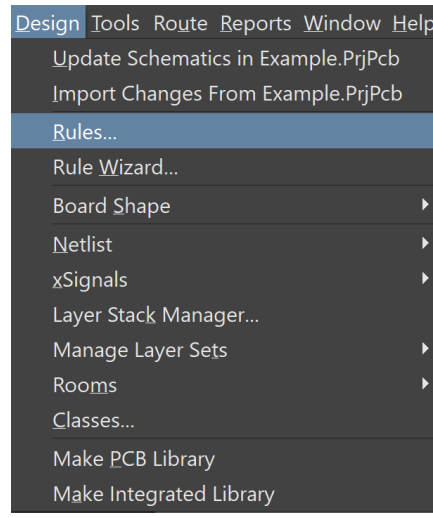 Design Tools Route Reports Window Help
Update Schematics in Example.PrjPcb
Import Changes From Example.PrjPcb
Rules...
Rule Wizard...
Board Shape
Netlist
xSignals
Layer Stack Manager...
Manage Layer Sets
Rooms
Classes...
Make PCB Library
Make Integrated Library